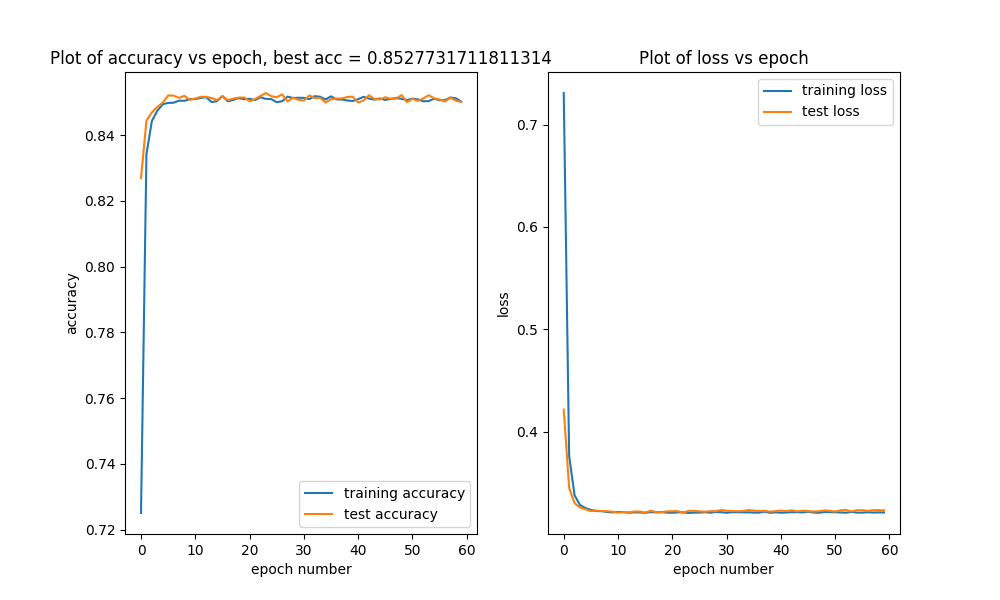 Plot of accuracy vs epoch, best acc = 0.8527731711811314
accuracy
0.84
0.82
0.80
0.78
0.76
0.74
0.72
0
10
20
30
40
50
60
epoch number
training accuracy
test accuracy
Plot of loss vs epoch
loss
0.7
0.6
0.5
0.4
0
10
20
30
40
50
60
epoch number
training loss
test loss